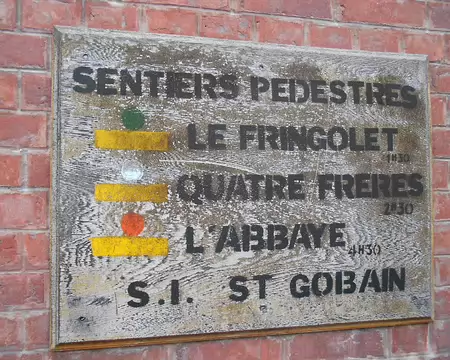 SENTIERS PEDESTRES
LE FRINGOLET 1H30
QUATRE FRERES 2H30
L'ABBAYE 4H30
S.I. ST GOBAIN